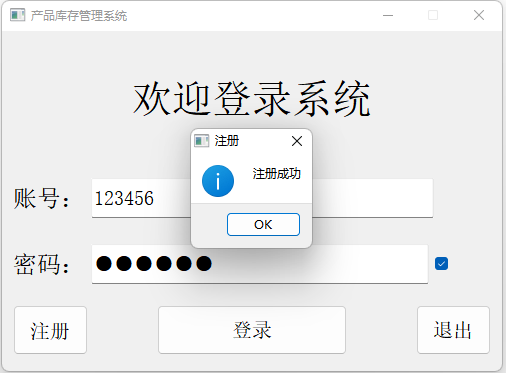 产品库存管理系统
欢迎登录系统
注册
注册成功
OK
账号：
123456
密码：
●●●●●●
注册
登录
退出